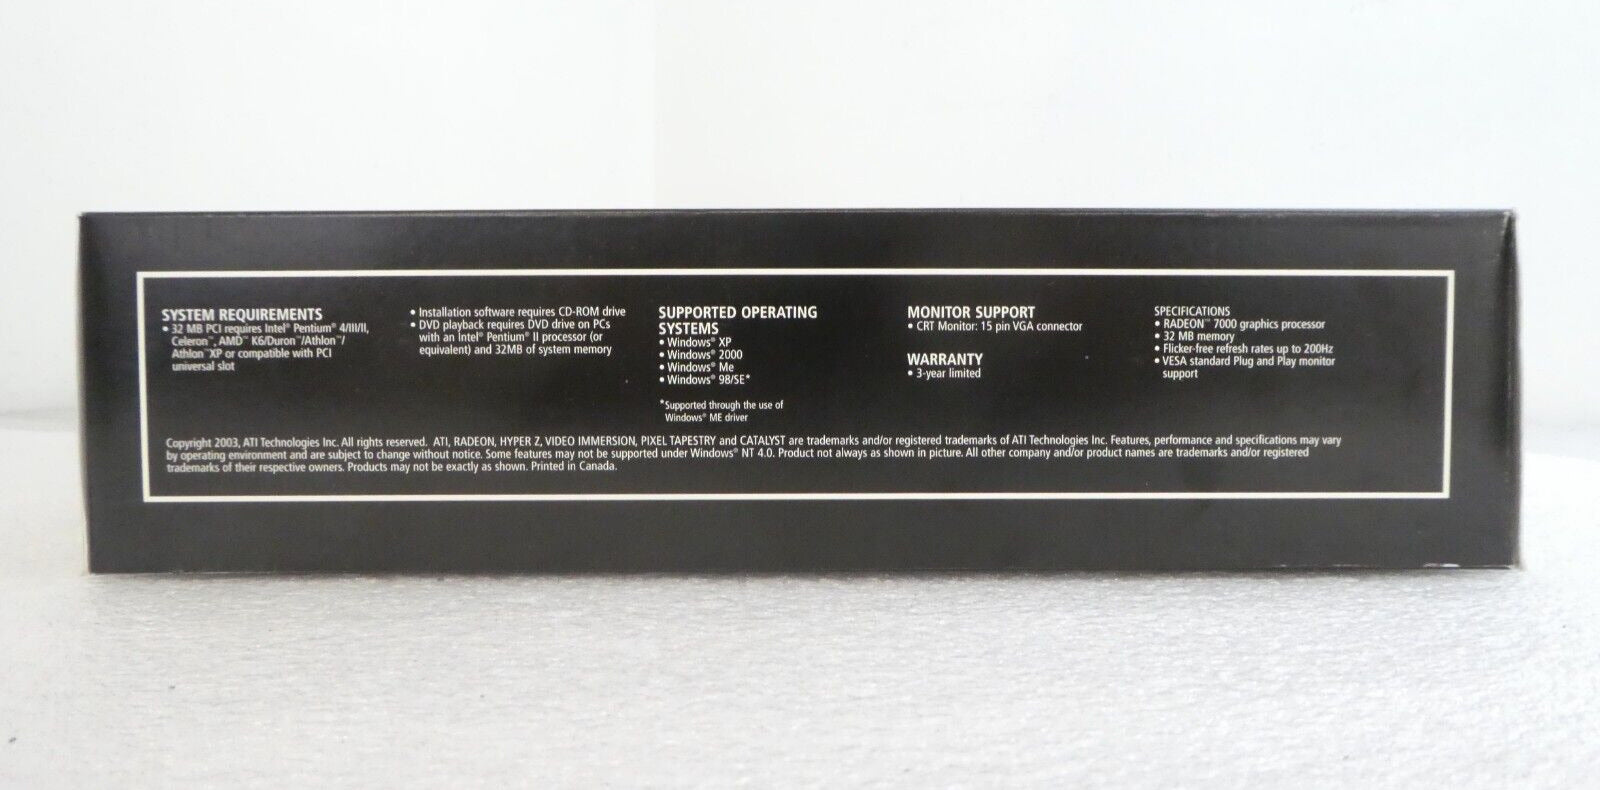 SYSTEM REQUIREMENTS
• 32 MB PCI requires Intel® Pentium® 4/III/II,
Celeron™, AMD™ K6/Duron™/Athlon™/
Athlon™XP or compatible with PCI
universal slot
• Installation software requires CD-ROM drive
• DVD playback requires DVD drive on PCs
with an Intel® Pentium® II processor (or
equivalent) and 32MB of system memory
SUPPORTED OPERATING
SYSTEMS
• Windows® XP
• Windows® 2000
• Windows® Me
• Windows® 98/SE*
*Supported through the use of
Windows® ME driver
MONITOR SUPPORT
• CRT Monitor: 15 pin VGA connector
WARRANTY
• 3-year limited
SPECIFICATIONS
• RADEON™ 7000 graphics processor
• 32 MB memory
• Flicker-free refresh rates up to 200Hz
• VESA standard Plug and Play monitor
support
Copyright 2003, ATI Technologies Inc. All rights reserved. ATI, RADEON, HYPER Z, VIDEO IMMERSION, PIXEL TAPESTRY and CATALYST are trademarks and/or registered trademarks of ATI Technologies Inc. Features, performance and specifications may vary
by operating environment and are subject to change without notice. Some features may not be supported under Windows® NT 4.0. Product not always as shown in picture. All other company and/or product names are trademarks and/or registered
trademarks of their respective owners. Products may not be exactly as shown. Printed in Canada.